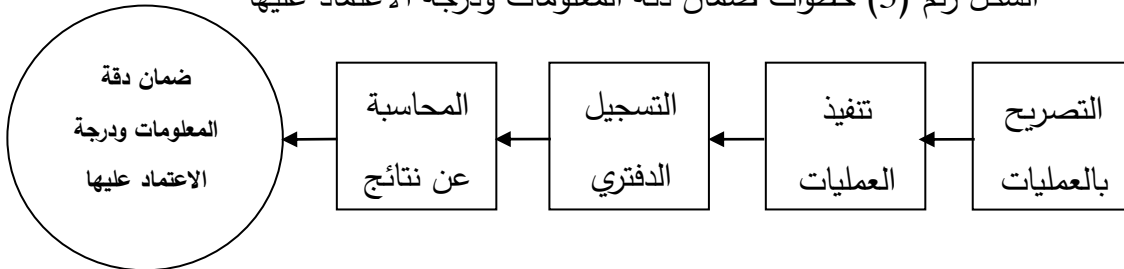 الشكل رقم (3) خطوات ضمان دقة المعلومات ودرجة الاعتماد عليها
التصريح
بالعمليات
تنفيذ
العمليات
التسجيل
الدفتري
المحاسبة
عن نتائج
ضمان دقة
المعلومات ودرجة
الاعتماد عليها